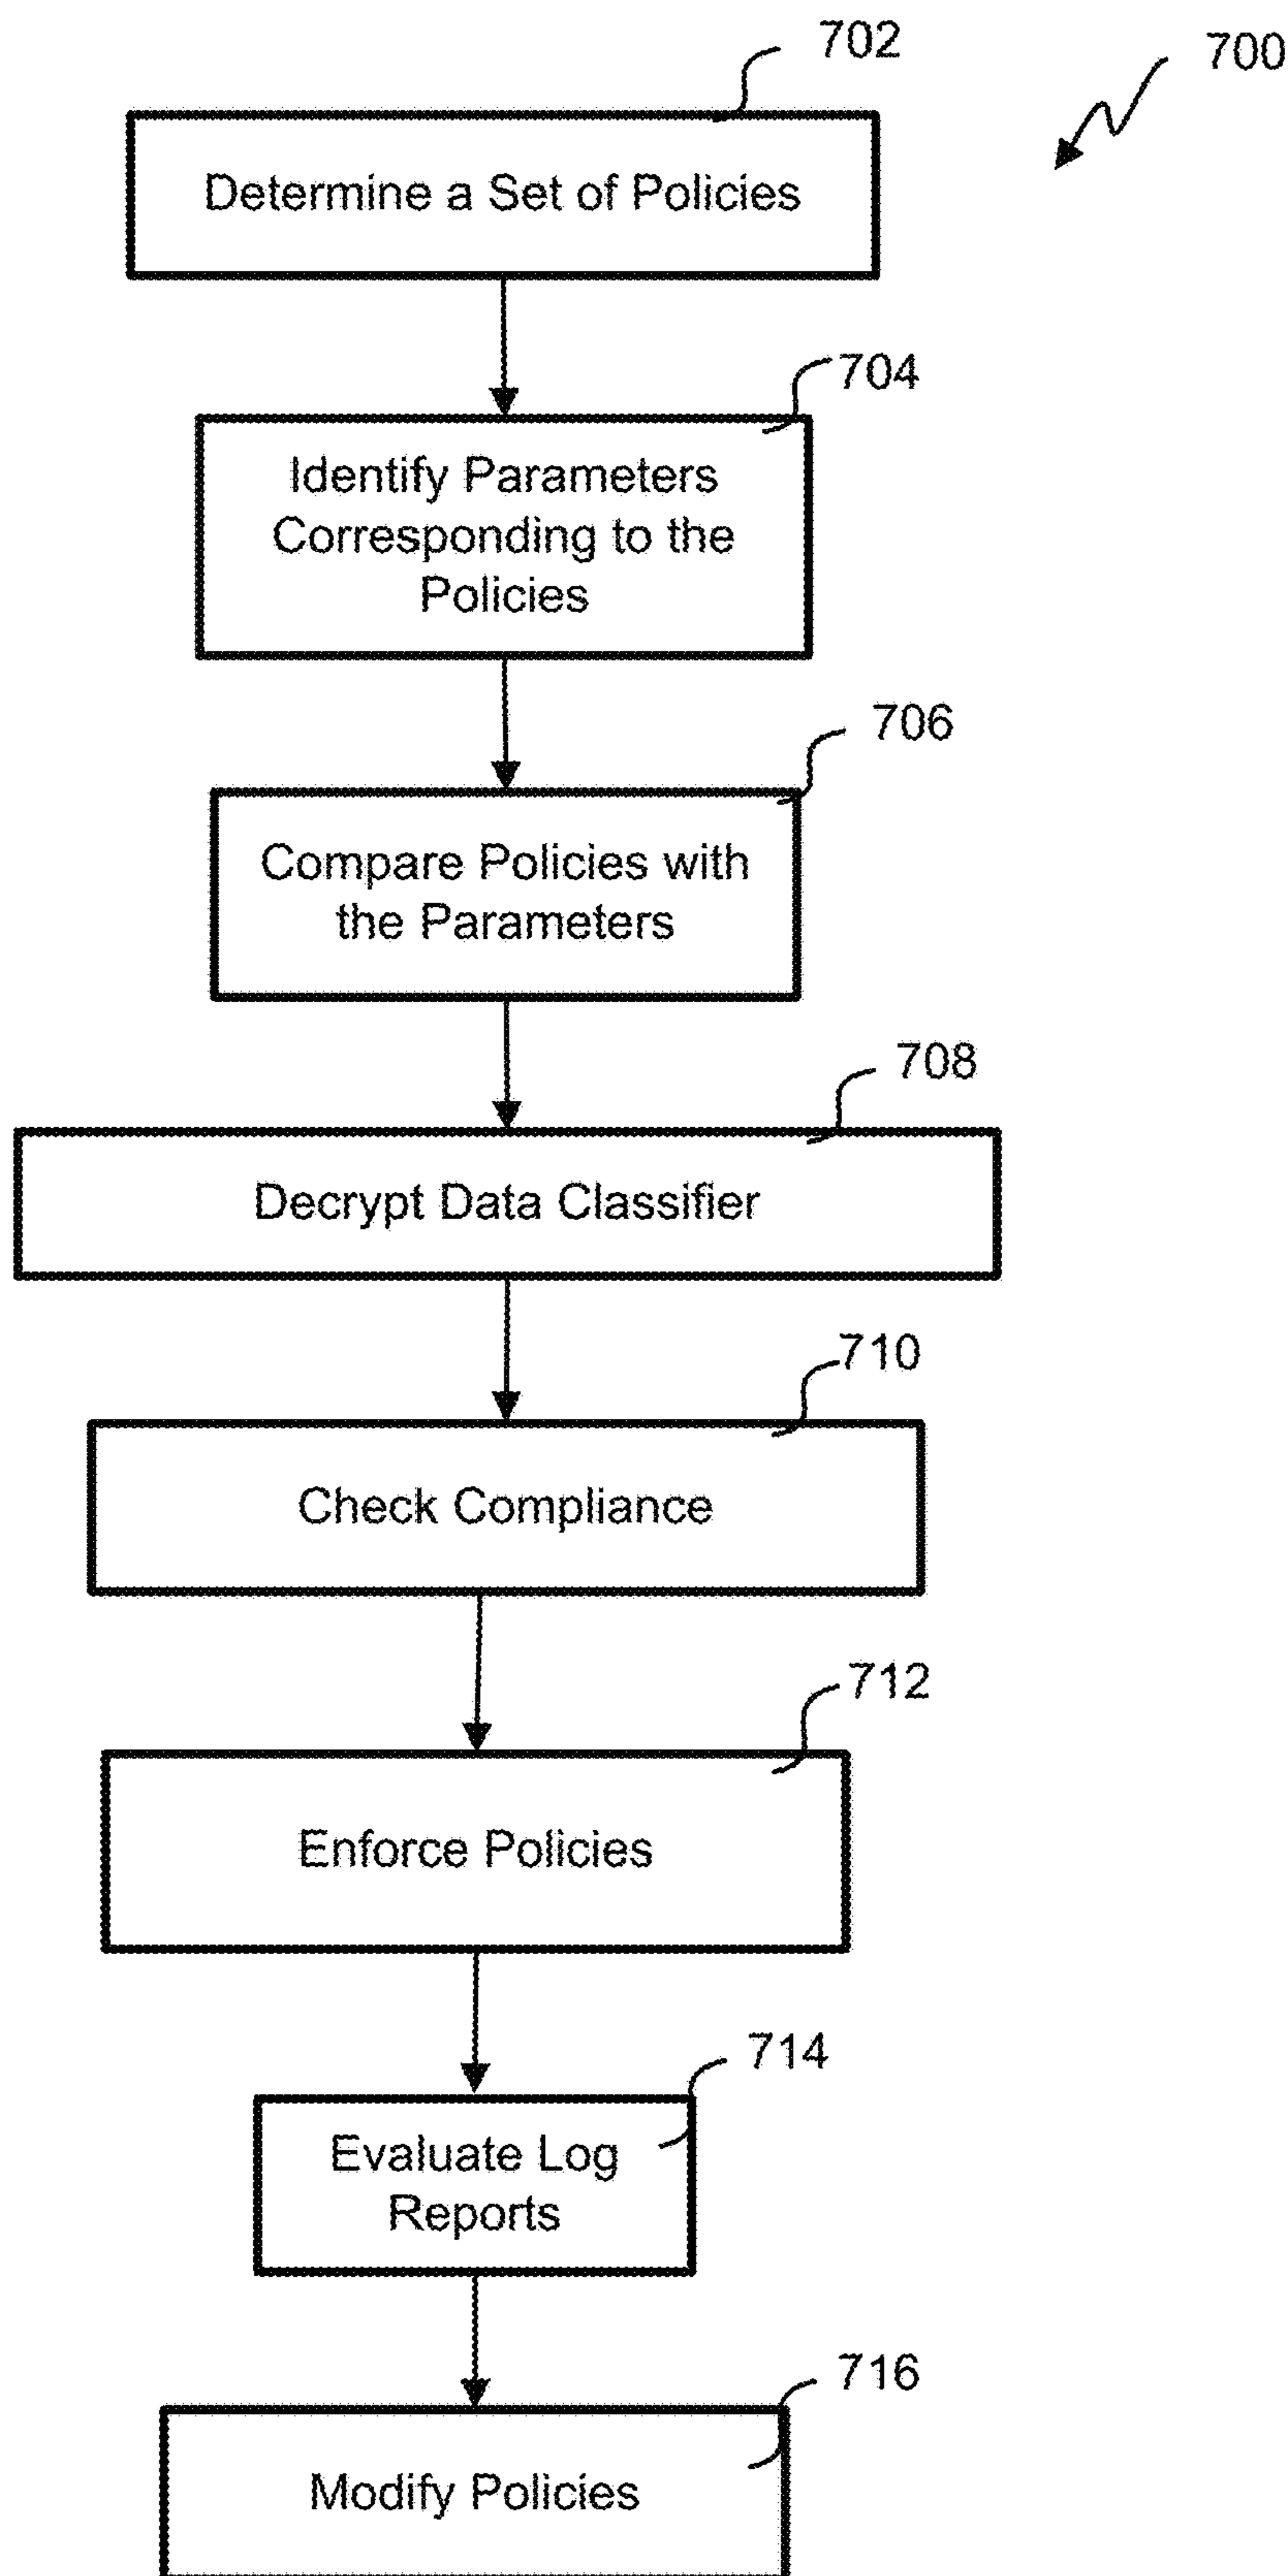 702
700
Determine a Set of Policies
704
Identify Parameters
Corresponding to the
Policies
706
Compare Policies with
the Parameters
708
Decrypt Data Classifier
710
Check Compliance
712
Enforce Policies
714
Evaluate Log
Reports
716
Modify Policies